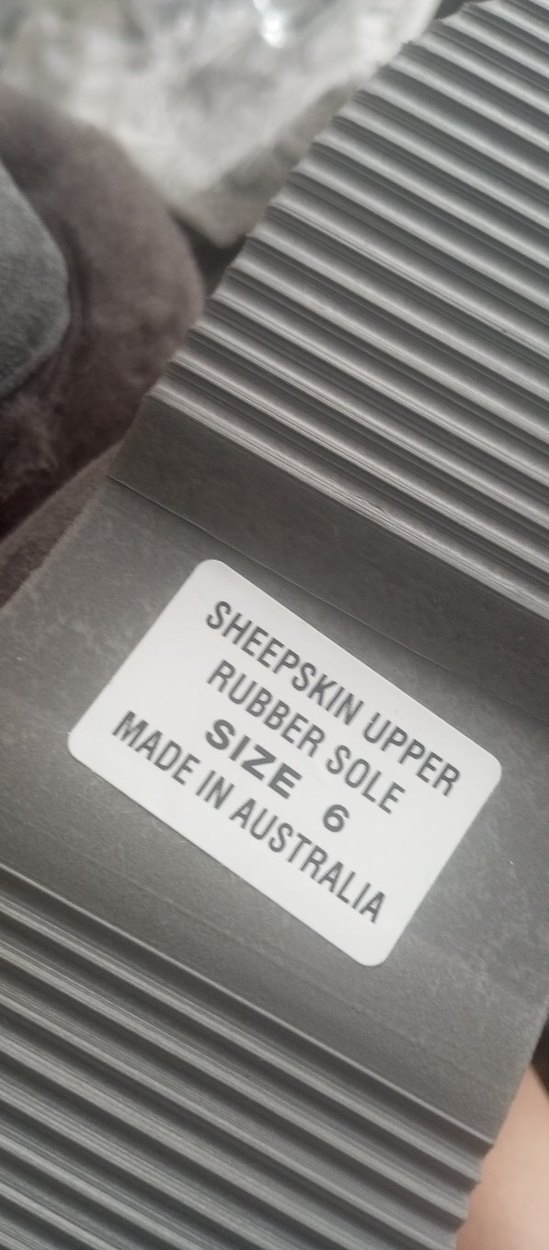 SHEEPSKIN UPPER
RUBBER SOLE
SIZE 6
MADE IN AUSTRALIA